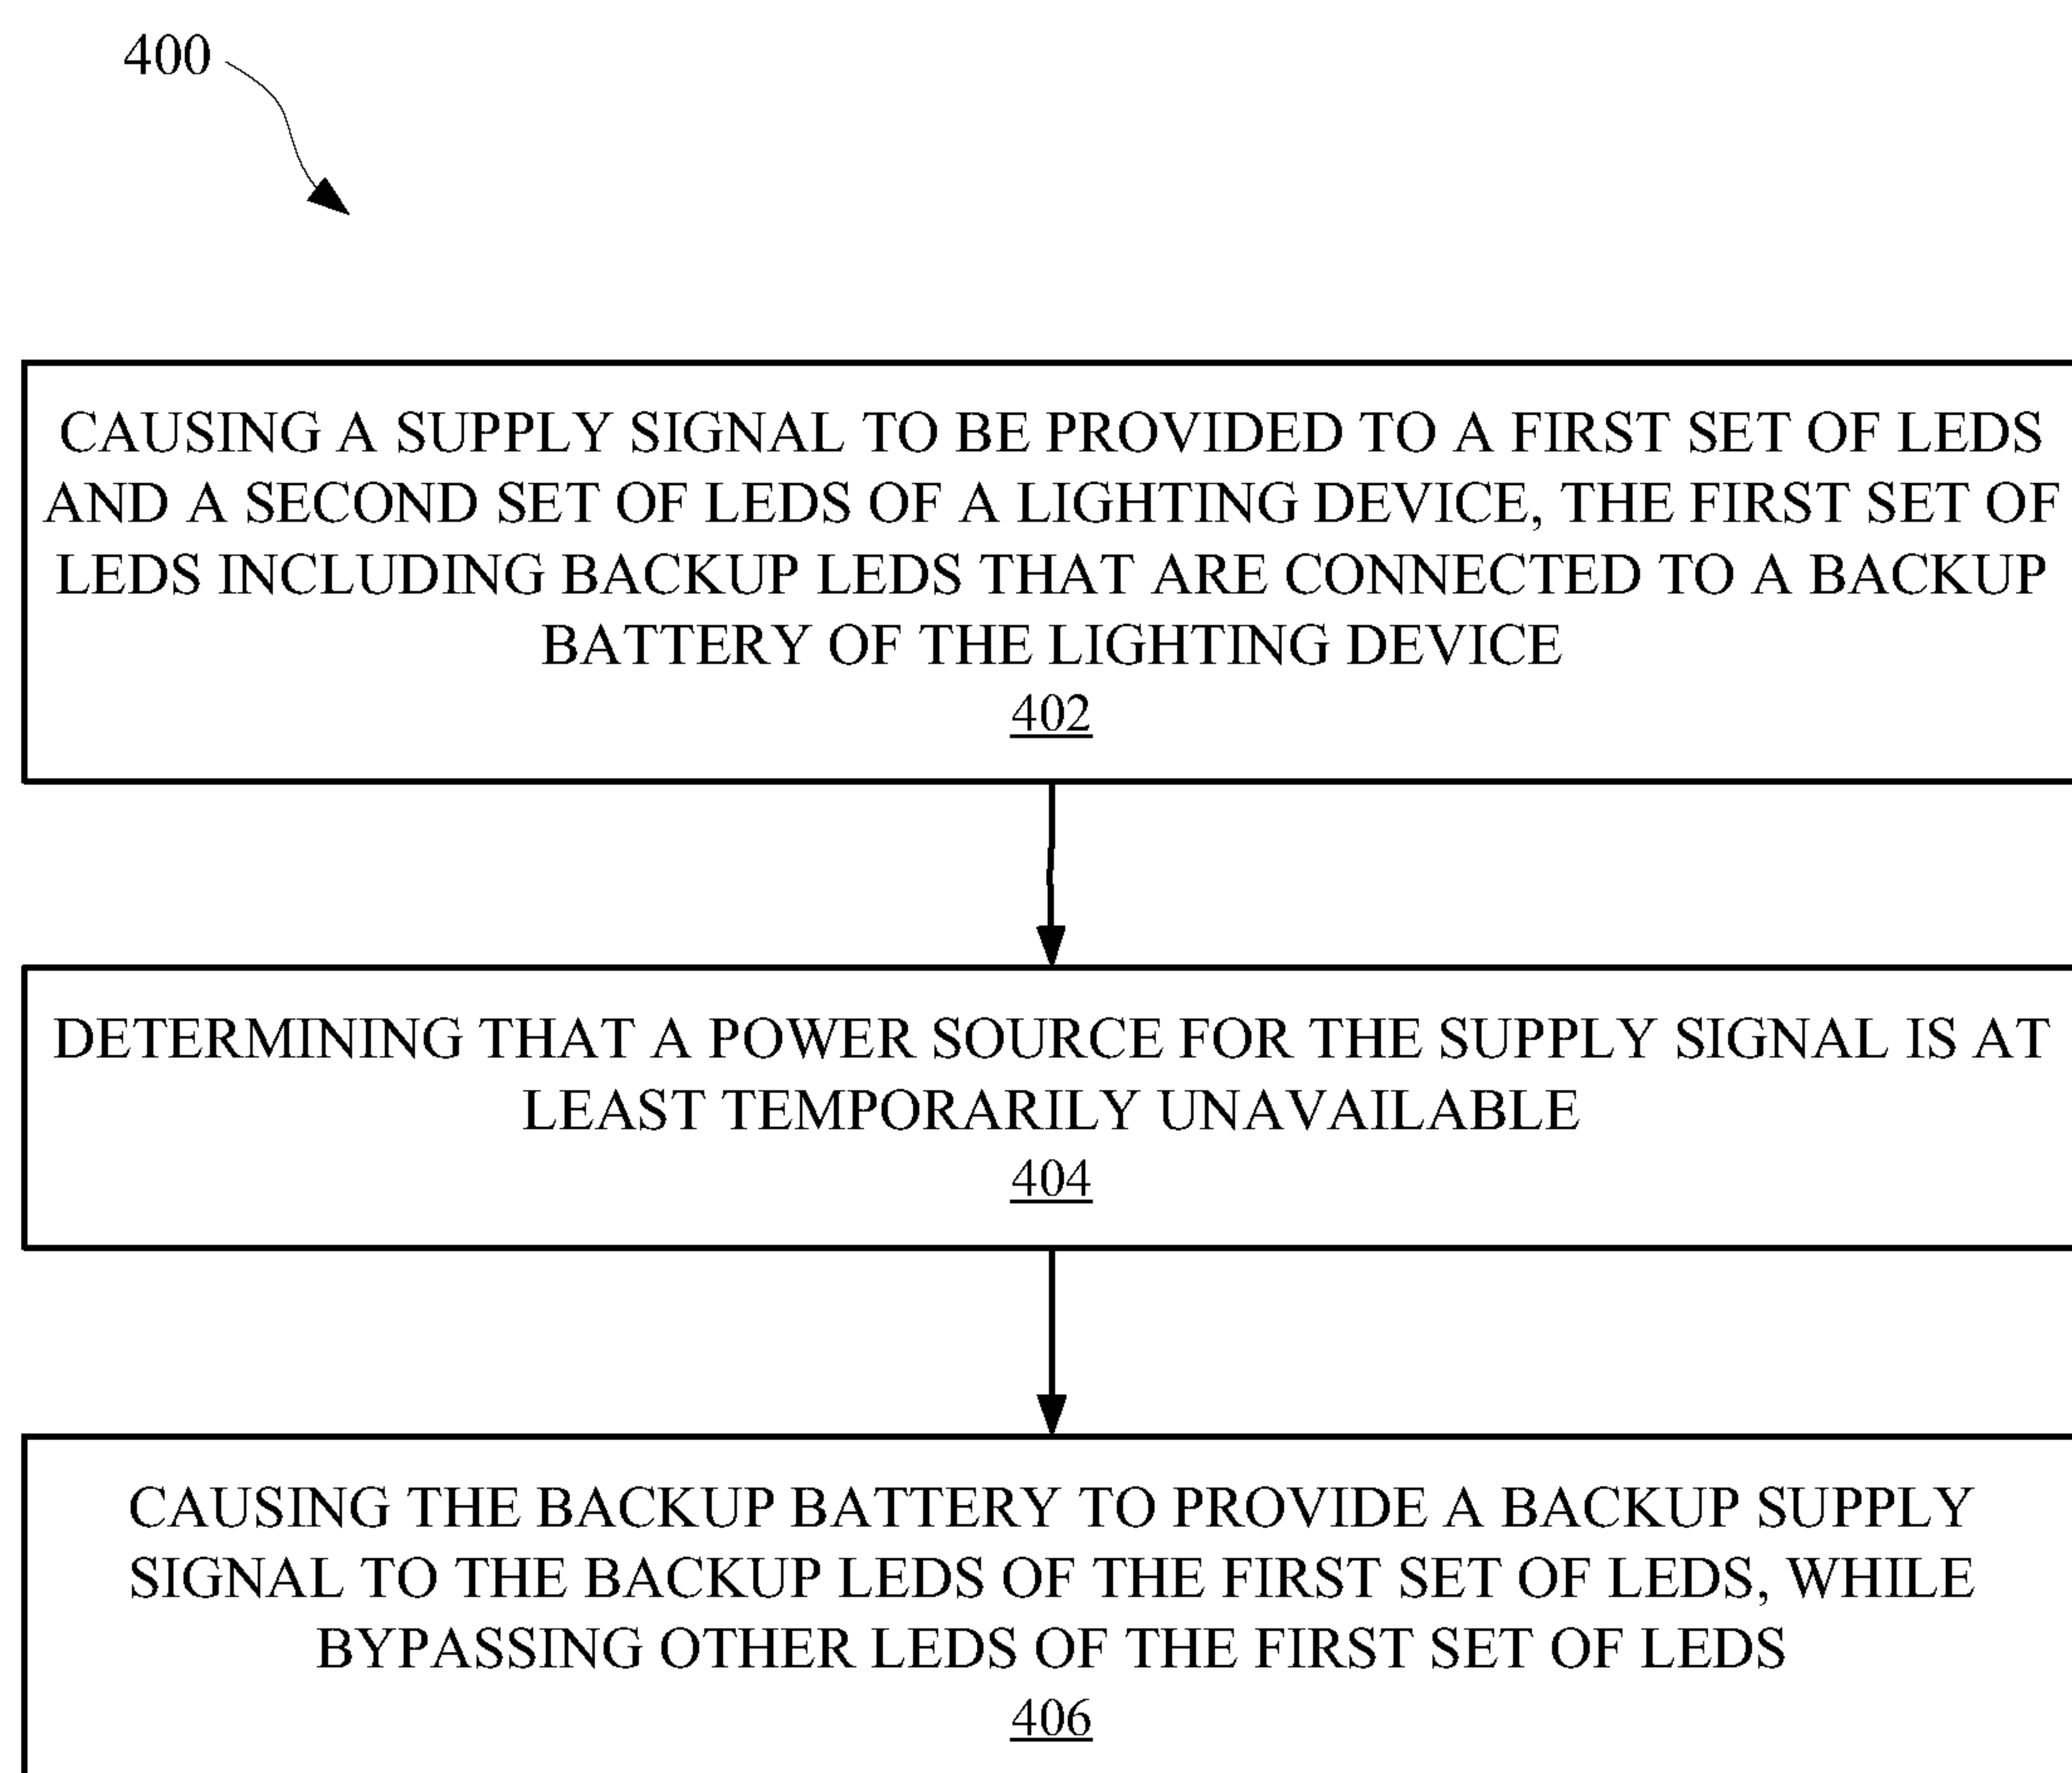 400
CAUSING A SUPPLY SIGNAL TO BE PROVIDED TO A FIRST SET OF LEDS
AND A SECOND SET OF LEDS OF A LIGHTING DEVICE, THE FIRST SET OF
LEDS INCLUDING BACKUP LEDS THAT ARE CONNECTED TO A BACKUP
BATTERY OF THE LIGHTING DEVICE
402
DETERMINING THAT A POWER SOURCE FOR THE SUPPLY SIGNAL IS AT
LEAST TEMPORARILY UNAVAILABLE
404
CAUSING THE BACKUP BATTERY TO PROVIDE A BACKUP SUPPLY
SIGNAL TO THE BACKUP LEDS OF THE FIRST SET OF LEDS, WHILE
BYPASSING OTHER LEDS OF THE FIRST SET OF LEDS
406